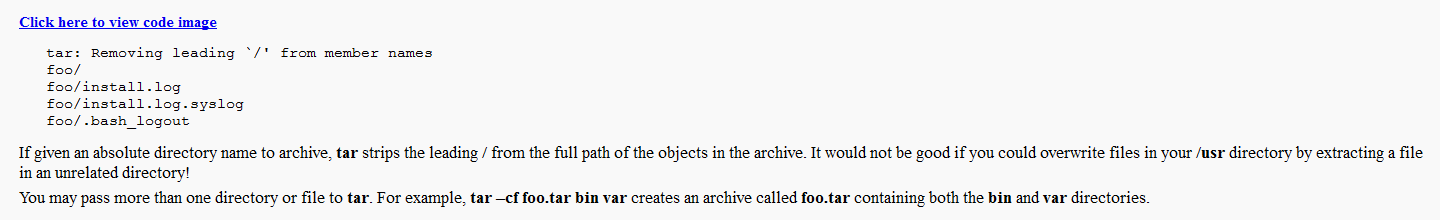 Click here to view code image
tar: Removing leading `/' from member names
foo/
foo/install.log
foo/install.log.syslog
foo/.bash_logout
If given an absolute directory name to archive, tar strips the leading / from the full path of the objects in the archive. It would not be good if you could overwrite files in your /usr directory by extracting a file
in an unrelated directory!
You may pass more than one directory or file to tar. For example, tar –cf foo.tar bin var creates an archive called foo.tar containing both the bin and var directories.